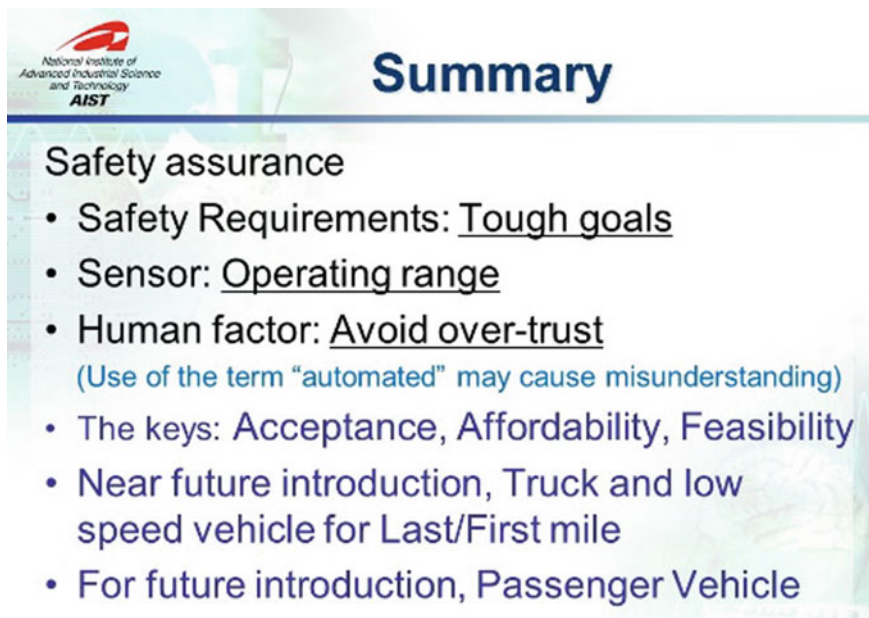 National Institute of
Advanced Industrial Science
and Technology
AIST
Summary
Safety assurance
• Safety Requirements: Tough goals
• Sensor: Operating range
• Human factor: Avoid over-trust
(Use of the term “automated” may cause misunderstanding)
• The keys: Acceptance, Affordability, Feasibility
• Near future introduction, Truck and low
speed vehicle for Last/First mile
• For future introduction, Passenger Vehicle